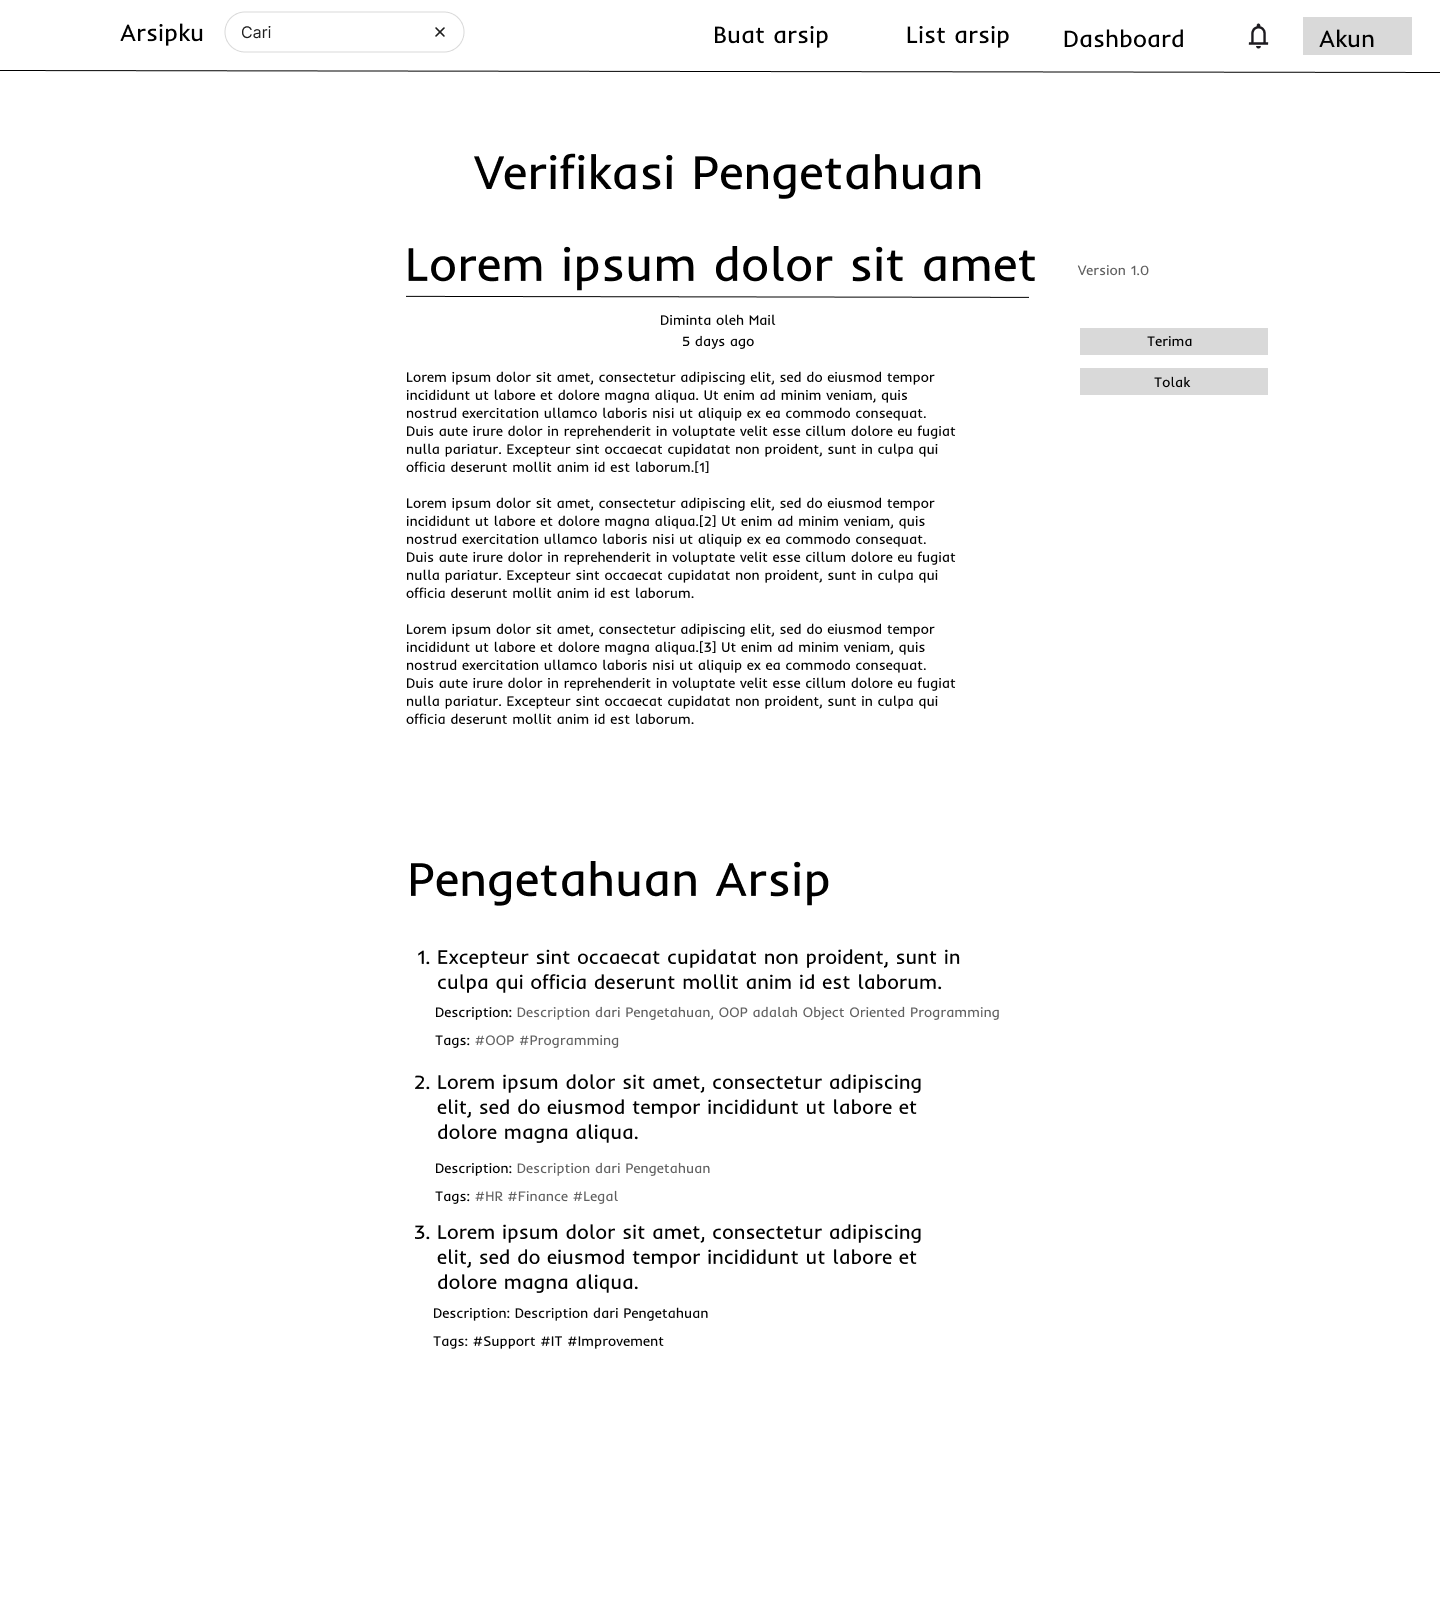 Arsipku
Cari
Buat arsip
List arsip
Dashboard
Akun
Verifikasi Pengetahuan
Lorem ipsum dolor sit amet
Version 1.0
Diminta oleh Mail
5 days ago
Terima
Tolak
Lorem ipsum dolor sit amet, consectetur adipiscing elit, sed do eiusmod tempor
incididunt ut labore et dolore magna aliqua. Ut enim ad minim veniam, quis
nostrud exercitation ullamco laboris nisi ut aliquip ex ea commodo consequat.
Duis aute irure dolor in reprehenderit in voluptate velit esse cillum dolore eu fugiat
nulla pariatur. Excepteur sint occaecat cupidatat non proident, sunt in culpa qui
officia deserunt mollit anim id est laborum.[1]
Lorem ipsum dolor sit amet, consectetur adipiscing elit, sed do eiusmod tempor
incididunt ut labore et dolore magna aliqua.[2] Ut enim ad minim veniam, quis
nostrud exercitation ullamco laboris nisi ut aliquip ex ea commodo consequat.
Duis aute irure dolor in reprehenderit in voluptate velit esse cillum dolore eu fugiat
nulla pariatur. Excepteur sint occaecat cupidatat non proident, sunt in culpa qui
officia deserunt mollit anim id est laborum.
Lorem ipsum dolor sit amet, consectetur adipiscing elit, sed do eiusmod tempor
incididunt ut labore et dolore magna aliqua.[3] Ut enim ad minim veniam, quis
nostrud exercitation ullamco laboris nisi ut aliquip ex ea commodo consequat.
Duis aute irure dolor in reprehenderit in voluptate velit esse cillum dolore eu fugiat
nulla pariatur. Excepteur sint occaecat cupidatat non proident, sunt in culpa qui
officia deserunt mollit anim id est laborum.
Pengetahuan Arsip
1. Excepteur sint occaecat cupidatat non proident, sunt in
culpa qui officia deserunt mollit anim id est laborum.
Description: Description dari Pengetahuan, OOP adalah Object Oriented Programming
Tags: #OOP #Programming
2. Lorem ipsum dolor sit amet, consectetur adipiscing
elit, sed do eiusmod tempor incididunt ut labore et
dolore magna aliqua.
Description: Description dari Pengetahuan
Tags: #HR #Finance #Legal
3. Lorem ipsum dolor sit amet, consectetur adipiscing
elit, sed do eiusmod tempor incididunt ut labore et
dolore magna aliqua.
Description: Description dari Pengetahuan
Tags: #Support #IT #Improvement